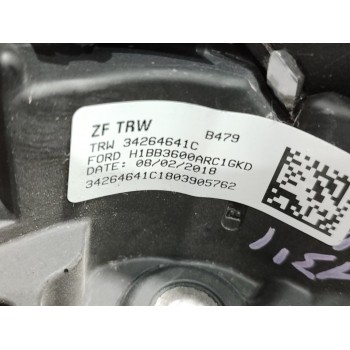 ZF TRW B479
TRW 34264641C
FORD H1BB3600ARC1GKD
DATE: 08/02/2018
34264641C1803905762